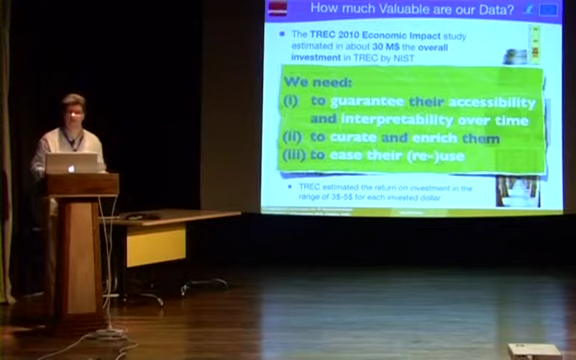 How much Valuable are our Data?
The TREC 2010 Economic Impact study
estimated in about 30 M$ the overall
investment in TREC by NIST
We need:
(i) to guarantee their accessibility
and interpretability over time
(ii) to curate and enrich them
(iii) to ease their (re-)use
TREC estimated the return on investment in the
range of 3$-5$ for each invested dollar